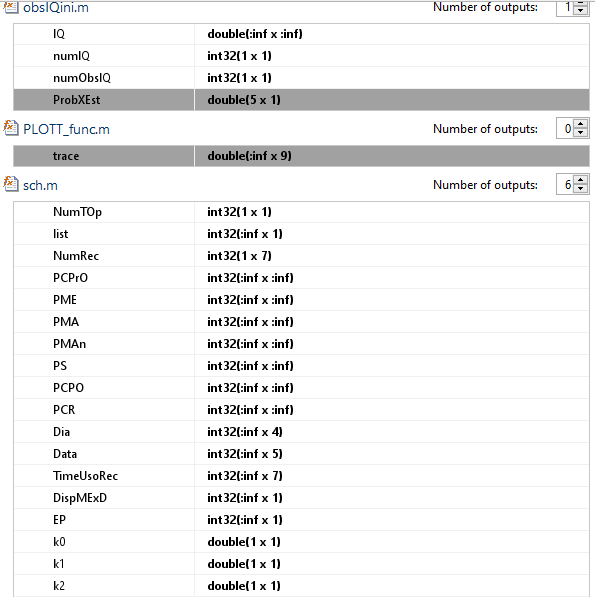 obsIQini.m Number of outputs: 1
IQ double(:inf x :inf)
numIQ int32(1 x 1)
numObsIQ int32(1 x 1)
ProbXEst double(5 x 1)
PLOTT_func.m Number of outputs: 0
trace double(:inf x 9)
sch.m Number of outputs: 6
NumTOp int32(1 x 1)
list int32(:inf x 1)
NumRec int32(1 x 7)
PCPrO int32(:inf x :inf)
PME int32(:inf x :inf)
PMA int32(:inf x :inf)
PMAn int32(:inf x :inf)
PS int32(:inf x :inf)
PCPO int32(:inf x :inf)
PCR int32(:inf x :inf)
Dia int32(:inf x 4)
Data int32(:inf x 5)
TimeUsoRec int32(:inf x 7)
DispMExD int32(:inf x 1)
EP int32(:inf x 1)
k0 double(1 x 1)
k1 double(1 x 1)
k2 double(1 x 1)